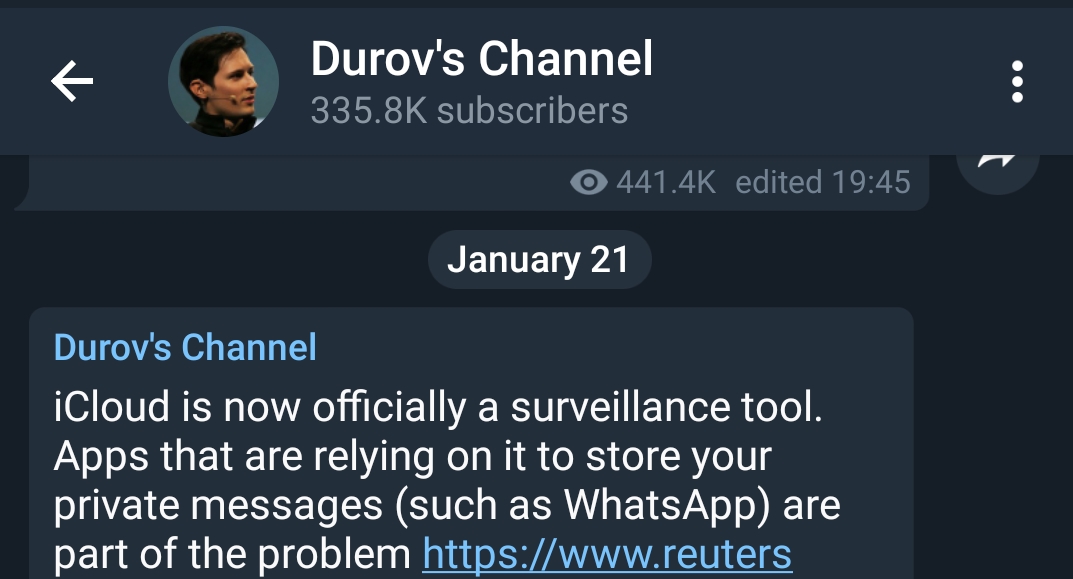 Durov's Channel
335.8K subscribers
441.4K edited 19:45
January 21
Durov's Channel
iCloud is now officially a surveillance tool.
Apps that are relying on it to store your
private messages (such as WhatsApp) are
part of the problem https://www.reuters